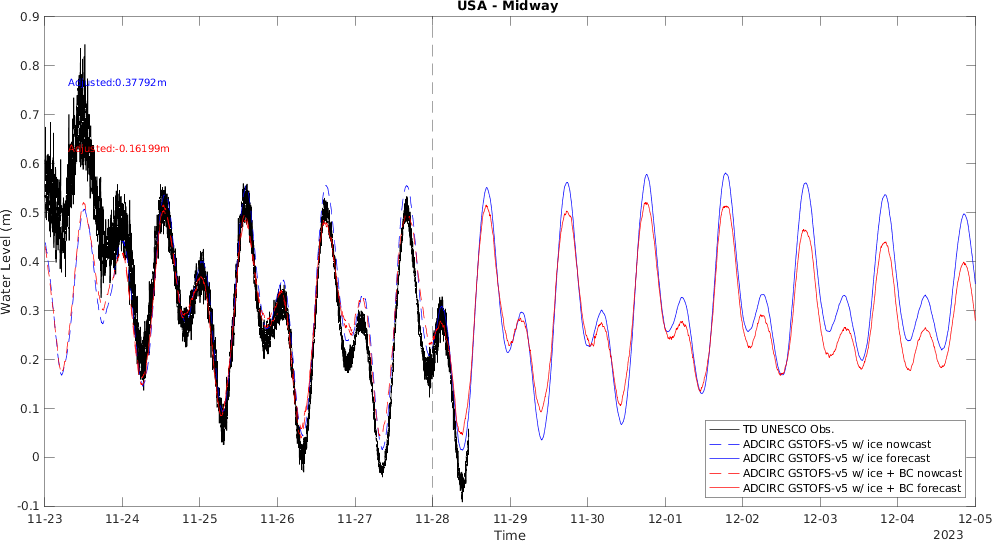 USA - Midway
0.9
0.8
0.7
0.6
0.5
0.4
0.3
0.2
0.1
0
-0.1
Water Level (m)
Adjusted:0.37792m
Adjusted:-0.16199m
TD UNESCO Obs.
ADCIRC GSTOFS-v5 w/ ice nowcast
ADCIRC GSTOFS-v5 w/ ice forecast
ADCIRC GSTOFS-v5 w/ ice + BC nowcast
ADCIRC GSTOFS-v5 w/ ice + BC forecast
11-23 11-24 11-25 11-26 11-27 11-28 11-29 11-30 12-01 12-02 12-03 12-04 12-05
Time
2023